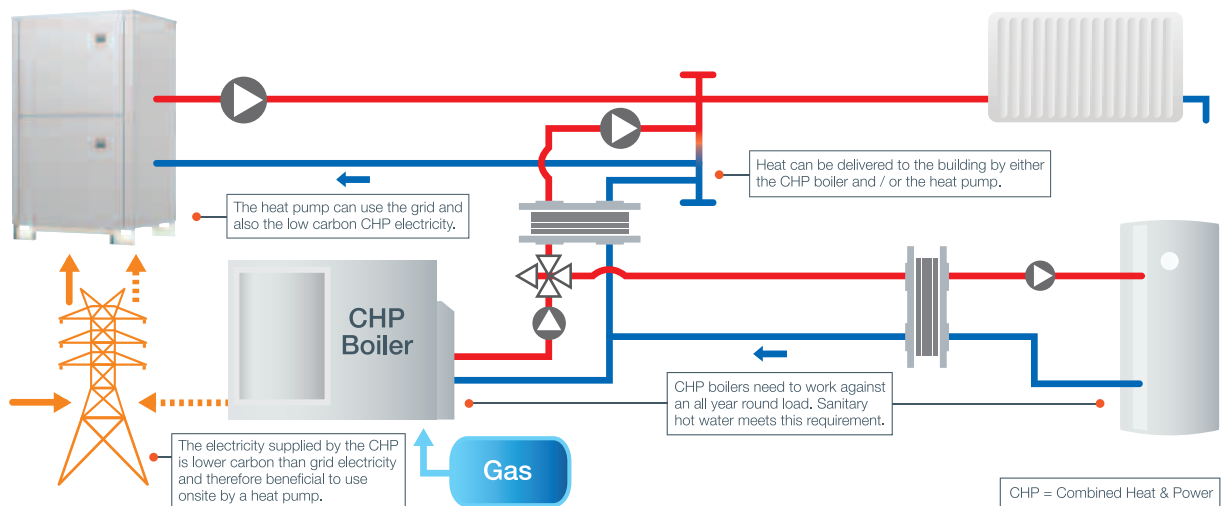 Heat can be delivered to the building by either
the CHP boiler and / or the heat pump.
The heat pump can use the grid and
also the low carbon CHP electricity.
CHP
Boiler
CHP boilers need to work against
an all year round load. Sanitary
hot water meets this requirement.
The electricity supplied by the CHP
is lower carbon than grid electricity
and therefore beneficial to use
onsite by a heat pump.
Gas
CHP = Combined Heat & Power